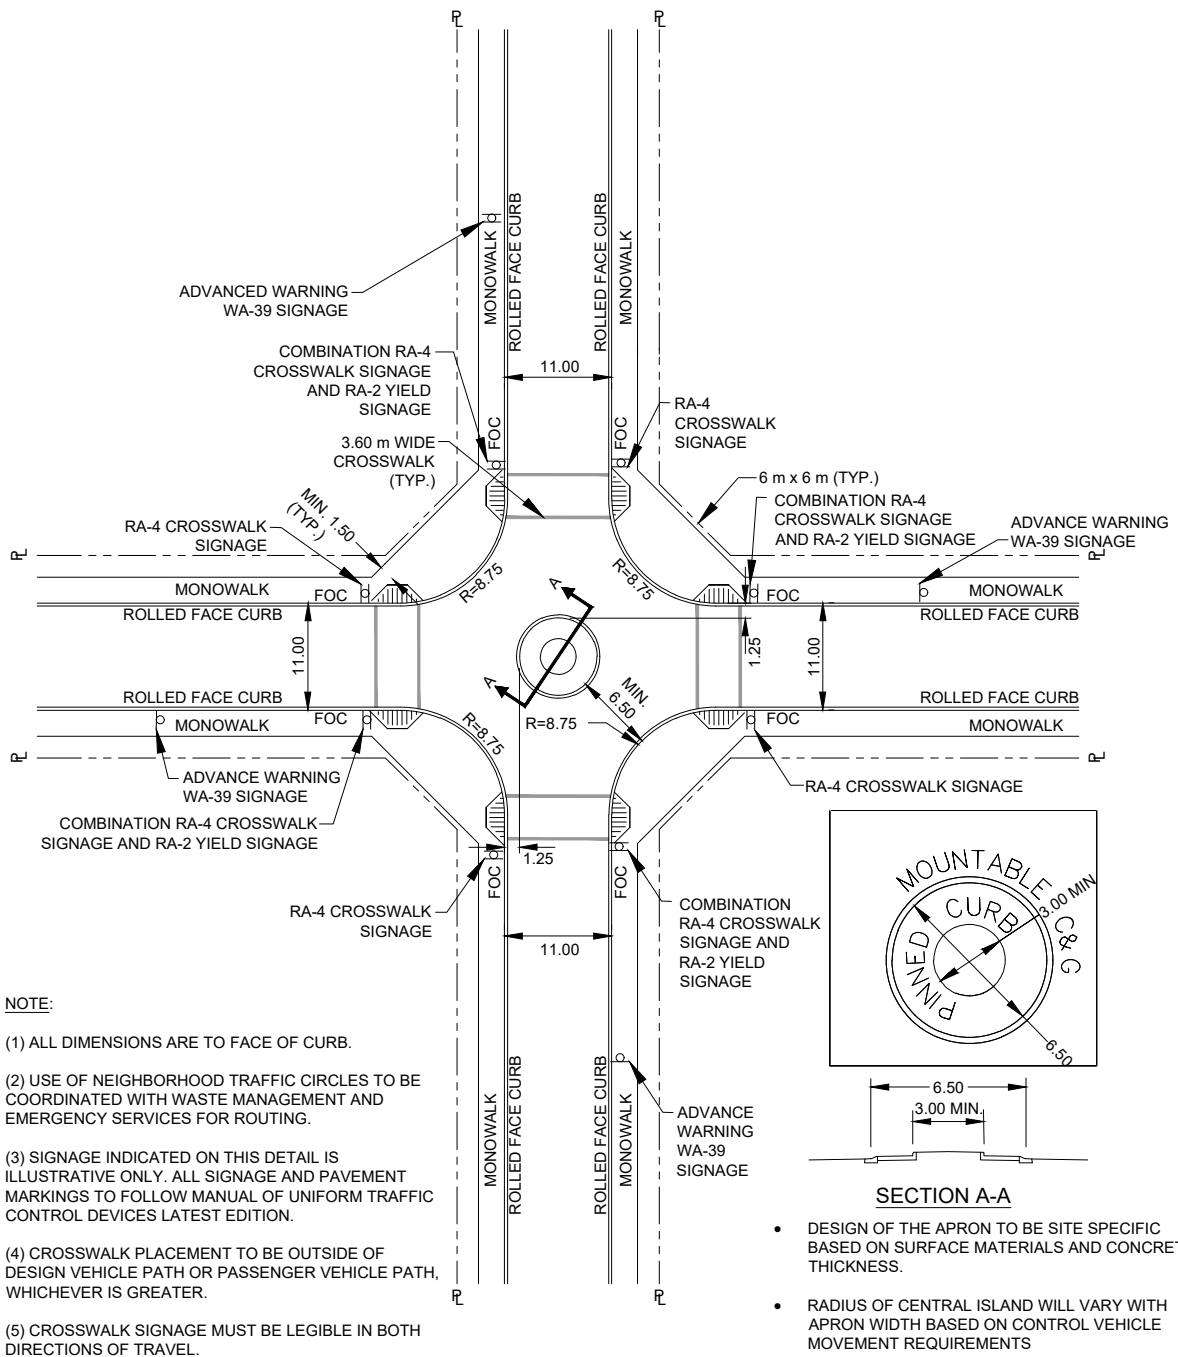 PL
PL
ADVANCED WARNING
WA-39 SIGNAGE
MONOWALK
ROLLED FACE CURB
ROLLED FACE CURB
MONOWALK
COMBINATION RA-4
CROSSWALK SIGNAGE
AND RA-2 YIELD
SIGNAGE
11.00
RA-4
CROSSWALK
SIGNAGE
FOC
FOC
3.60 m WIDE
CROSSWALK
(TYP.)
6 m x 6 m (TYP.)
MIN. 1.50
(TYP.)
COMBINATION RA-4
CROSSWALK SIGNAGE
AND RA-2 YIELD SIGNAGE
ADVANCE WARNING
WA-39 SIGNAGE
RA-4 CROSSWALK
SIGNAGE
PL
PL
MONOWALK
FOC
R=8.75
R=8.75
FOC
MONOWALK
ROLLED FACE CURB
ROLLED FACE CURB
A
11.00
1.25
11.00
A
MIN.
6.50
ROLLED FACE CURB
ROLLED FACE CURB
MONOWALK
FOC
R=8.75
R=8.75
FOC
MONOWALK
PL
PL
ADVANCE WARNING
WA-39 SIGNAGE
RA-4 CROSSWALK SIGNAGE
COMBINATION RA-4 CROSSWALK
SIGNAGE AND RA-2 YIELD SIGNAGE
1.25
FOC
FOC
RA-4 CROSSWALK
SIGNAGE
COMBINATION
RA-4 CROSSWALK
SIGNAGE AND
RA-2 YIELD
SIGNAGE
11.00
MONOWALK
ROLLED FACE CURB
ROLLED FACE CURB
MONOWALK
ADVANCE
WARNING
WA-39
SIGNAGE
PL
PL
MOUNTABLE C&G
PINNED CURB
3.00 MIN
6.50
6.50
3.00 MIN.
SECTION A-A
• DESIGN OF THE APRON TO BE SITE SPECIFIC
BASED ON SURFACE MATERIALS AND CONCRET
THICKNESS.
• RADIUS OF CENTRAL ISLAND WILL VARY WITH
APRON WIDTH BASED ON CONTROL VEHICLE
MOVEMENT REQUIREMENTS
NOTE:
(1) ALL DIMENSIONS ARE TO FACE OF CURB.
(2) USE OF NEIGHBORHOOD TRAFFIC CIRCLES TO BE
COORDINATED WITH WASTE MANAGEMENT AND
EMERGENCY SERVICES FOR ROUTING.
(3) SIGNAGE INDICATED ON THIS DETAIL IS
ILLUSTRATIVE ONLY. ALL SIGNAGE AND PAVEMENT
MARKINGS TO FOLLOW MANUAL OF UNIFORM TRAFFIC
CONTROL DEVICES LATEST EDITION.
(4) CROSSWALK PLACEMENT TO BE OUTSIDE OF
DESIGN VEHICLE PATH OR PASSENGER VEHICLE PATH,
WHICHEVER IS GREATER.
(5) CROSSWALK SIGNAGE MUST BE LEGIBLE IN BOTH
DIRECTIONS OF TRAVEL.